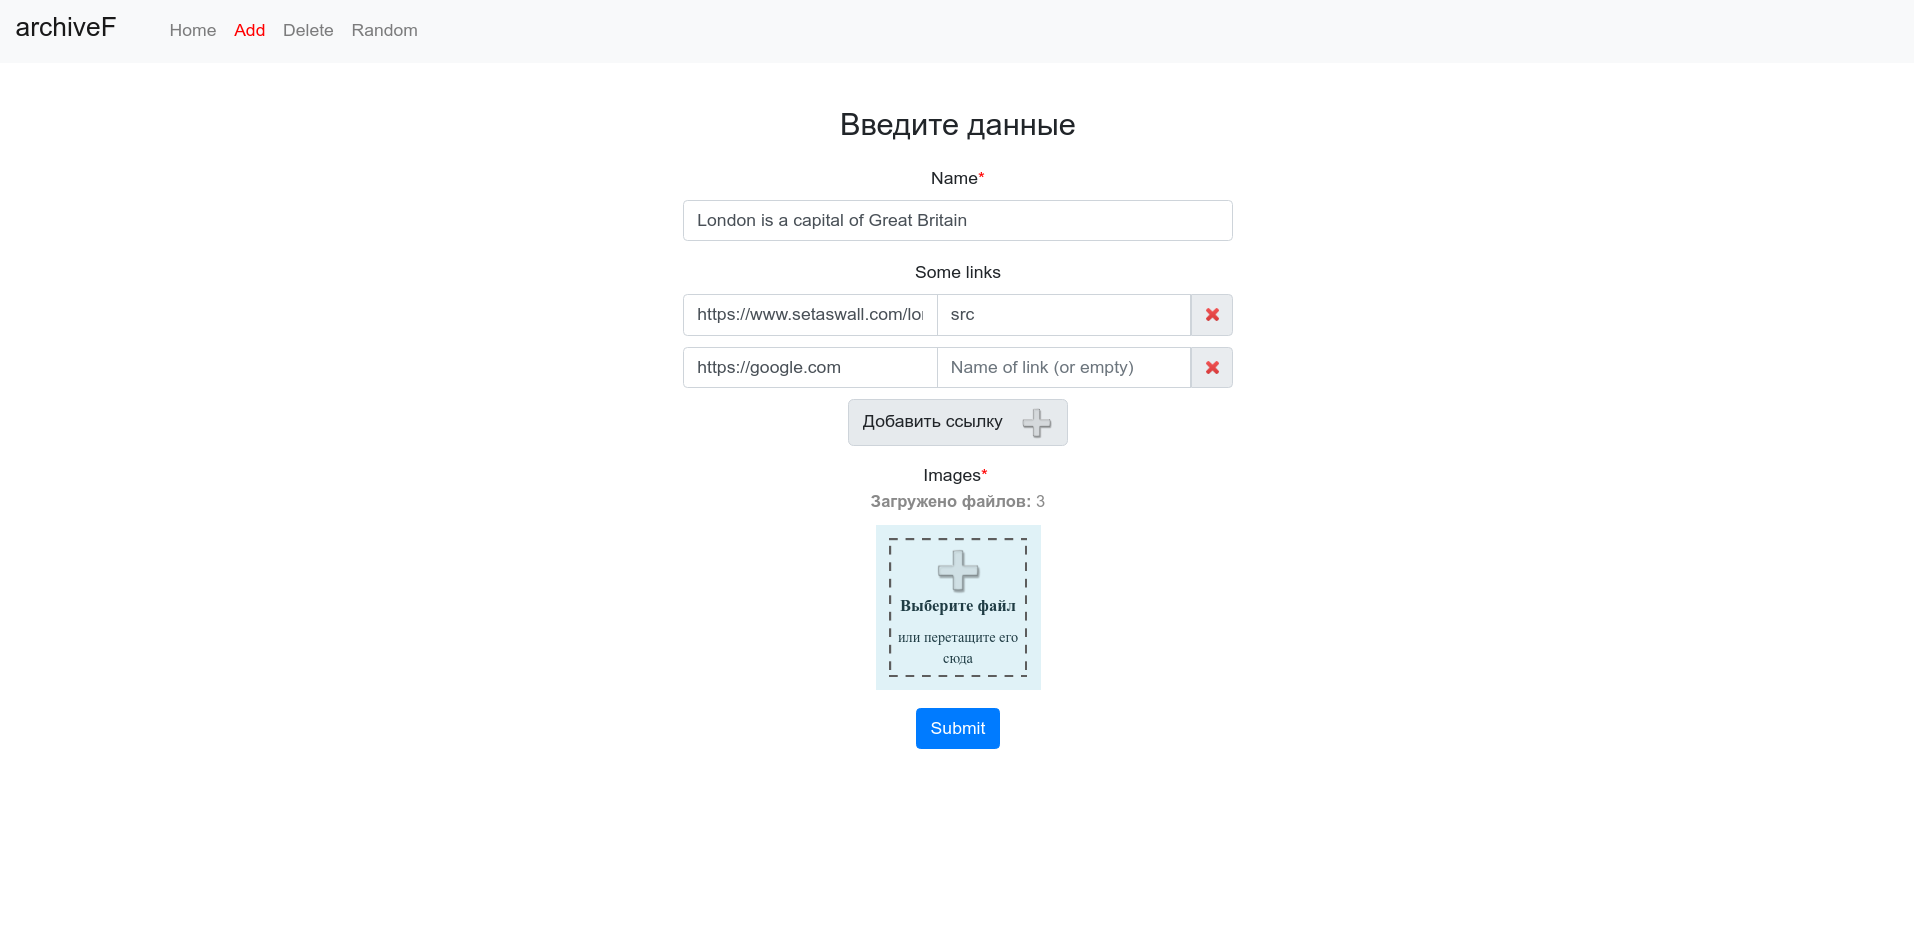 archiveF Home Add Delete Random
Введите данные
Name*
London is a capital of Great Britain
Some links
https://www.setaswall.com/lo src
https://google.com Name of link (or empty)
Добавить ссылку
Images*
Загружено файлов: 3
Выберите файл
или перетащите его
сюда
Submit